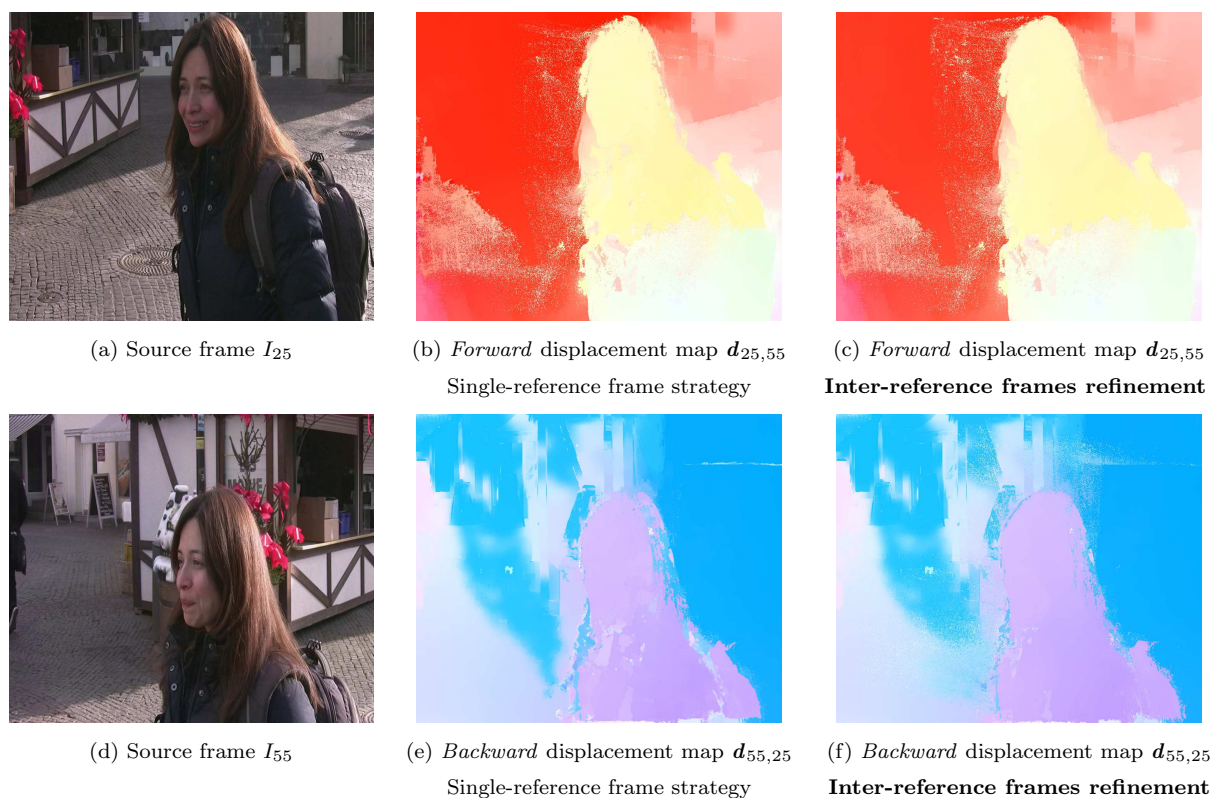 (a) Source frame I25
(b) Forward displacement map d25,55
Single-reference frame strategy
(c) Forward displacement map d25,55
Inter-reference frames refinement
(d) Source frame I55
(e) Backward displacement map d55,25
Single-reference frame strategy
(f) Backward displacement map d55,25
Inter-reference frames refinement